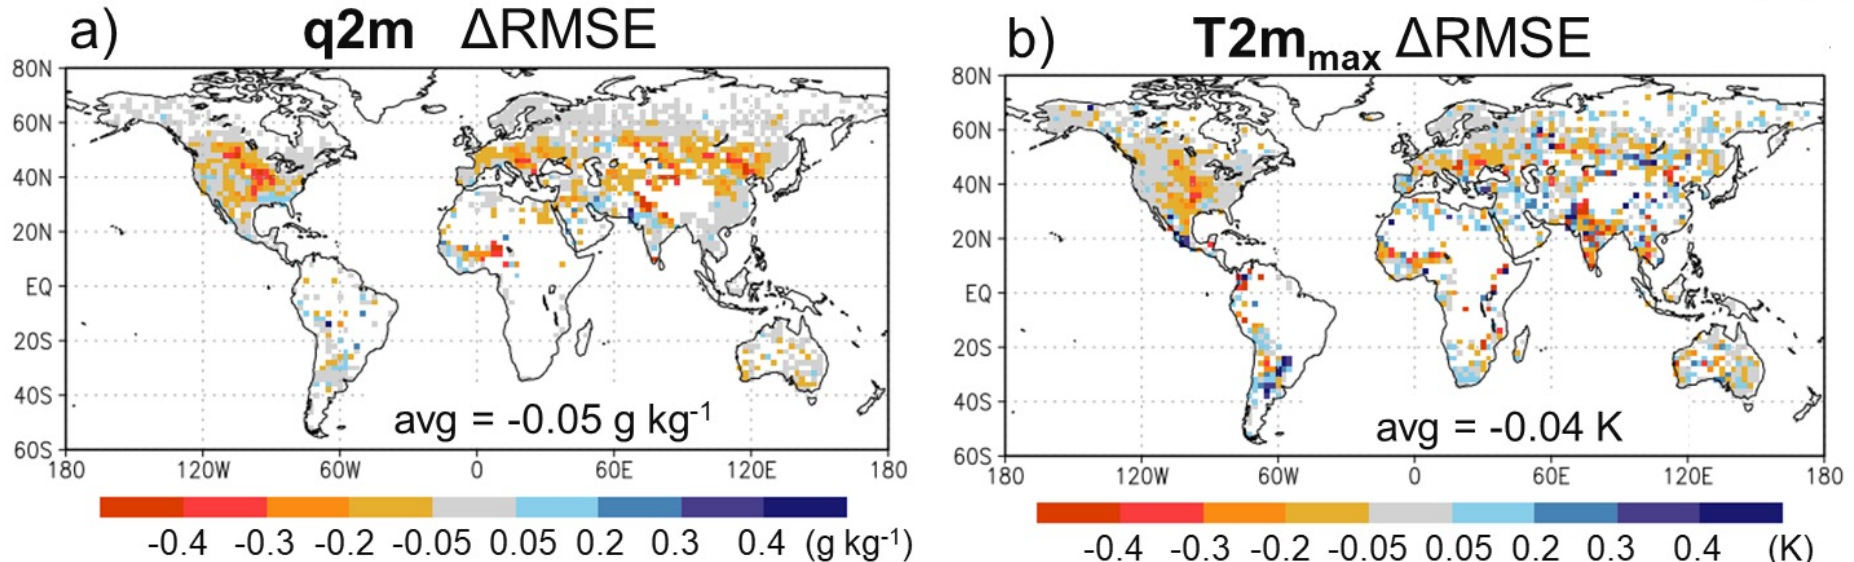 a) q2m ΔRMSE
80N
60N
40N
20N
EQ
20S
40S
60S
180 120W 60W 0 60E 120E 180
avg = -0.05 g kg-1
-0.4 -0.3 -0.2 -0.05 0.05 0.2 0.3 0.4 (g kg-1)
b) T2mmax ΔRMSE
80N
60N
40N
20N
EQ
20S
40S
60S
180 120W 60W 0 60E 120E 180
avg = -0.04 K
-0.4 -0.3 -0.2 -0.05 0.05 0.2 0.3 0.4 (K)